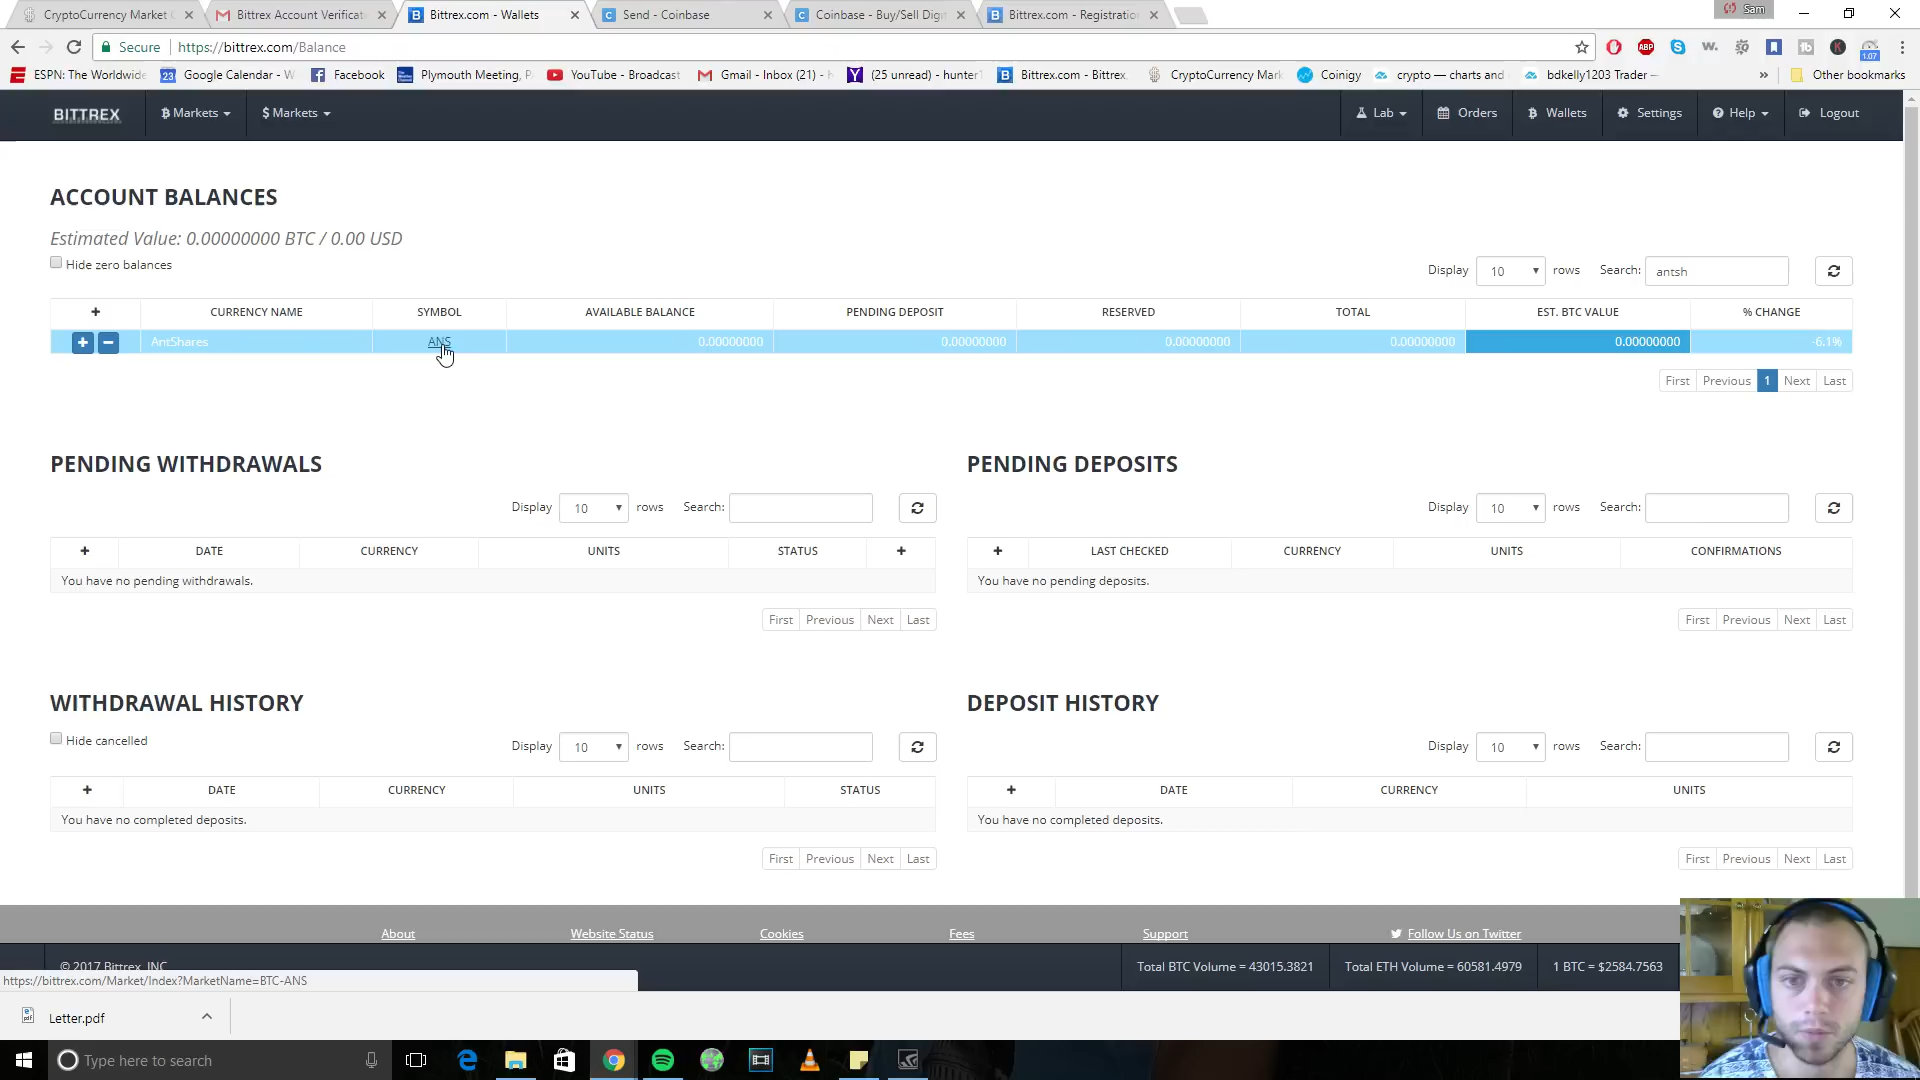 CryptoCurrency Market C
Bittrex Account Verificat
Bittrex.com - Wallets
Send - Coinbase
Coinbase - Buy/Sell Digi
Bittrex.com - Registratio
Sam
Secure
https://bittrex.com/Balance
ABP
ESPN: The Worldwide
Google Calendar - W
Facebook
Plymouth Meeting, P
YouTube - Broadcast
Gmail - Inbox (21) - h
(25 unread) - hunter1
Bittrex.com - Bittrex.
CryptoCurrency Mark
Coinigy
crypto — charts and
bdkelly1203 Trader —
Other bookmarks
BITTREX
Markets
$ Markets
Lab
Orders
Wallets
Settings
Help
Logout
ACCOUNT BALANCES
Estimated Value: 0.00000000 BTC / 0.00 USD
Hide zero balances
Display 10 rows Search: antsh
+ CURRENCY NAME SYMBOL AVAILABLE BALANCE PENDING DEPOSIT RESERVED TOTAL EST. BTC VALUE % CHANGE
+ − AntShares ANS 0.00000000 0.00000000 0.00000000 0.00000000 0.00000000 -6.1%
First Previous 1 Next Last
PENDING WITHDRAWALS
Display 10 rows Search:
+ DATE CURRENCY UNITS STATUS +
You have no pending withdrawals.
First Previous Next Last
PENDING DEPOSITS
Display 10 rows Search:
+ LAST CHECKED CURRENCY UNITS CONFIRMATIONS
You have no pending deposits.
First Previous Next Last
WITHDRAWAL HISTORY
Hide cancelled
Display 10 rows Search:
+ DATE CURRENCY UNITS STATUS
You have no completed deposits.
First Previous Next Last
DEPOSIT HISTORY
Display 10 rows Search:
+ DATE CURRENCY UNITS
You have no completed deposits.
First Previous Next Last
About
Website Status
Cookies
Fees
Support
Follow Us on Twitter
© 2017 Bittrex, INC
Total BTC Volume = 43015.3821
Total ETH Volume = 60581.4979
1 BTC = $2584.7563
https://bittrex.com/Market/Index?MarketName=BTC-ANS
Letter.pdf
Type here to search